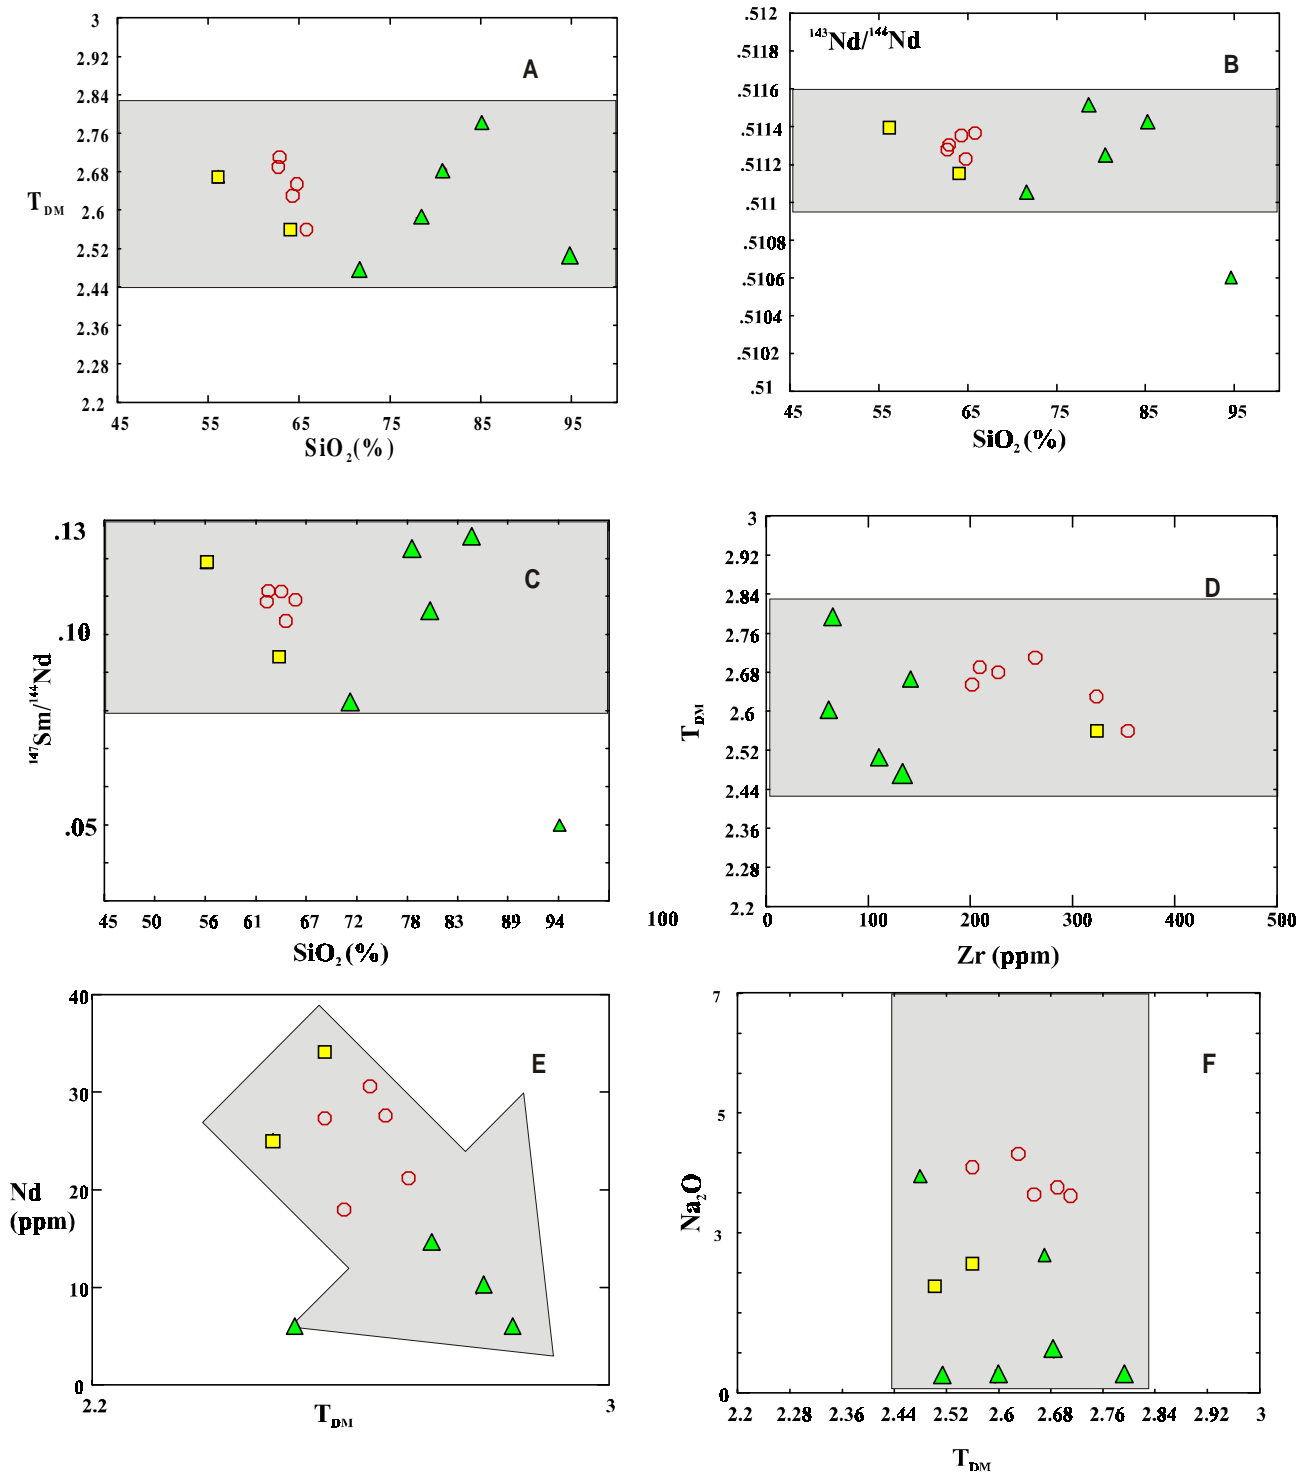 3
2.92
2.84
2.76
2.68
2.6
2.52
2.44
2.36
2.28
2.2
T_DM
A
45 55 65 75 85 95
SiO₂(%)
.512
.5118
.5116
.5114
.5112
.511
.5108
.5106
.5104
.5102
.51
¹⁴³Nd/¹⁴⁴Nd
B
45 55 65 75 85 95
SiO₂(%)
.13
.10
.05
¹⁴⁷Sm/¹⁴⁴Nd
C
45 50 56 61 67 72 78 83 89 94 100
SiO₂(%)
3
2.92
2.84
2.76
2.68
2.6
2.52
2.44
2.36
2.28
2.2
T_DM
D
0 100 200 300 400 500
Zr (ppm)
40
30
20
10
0
Nd
(ppm)
E
2.2 3
T_DM
7
5
3
0
Na₂O
F
2.2 2.28 2.36 2.44 2.52 2.6 2.68 2.76 2.84 2.92 3
T_DM